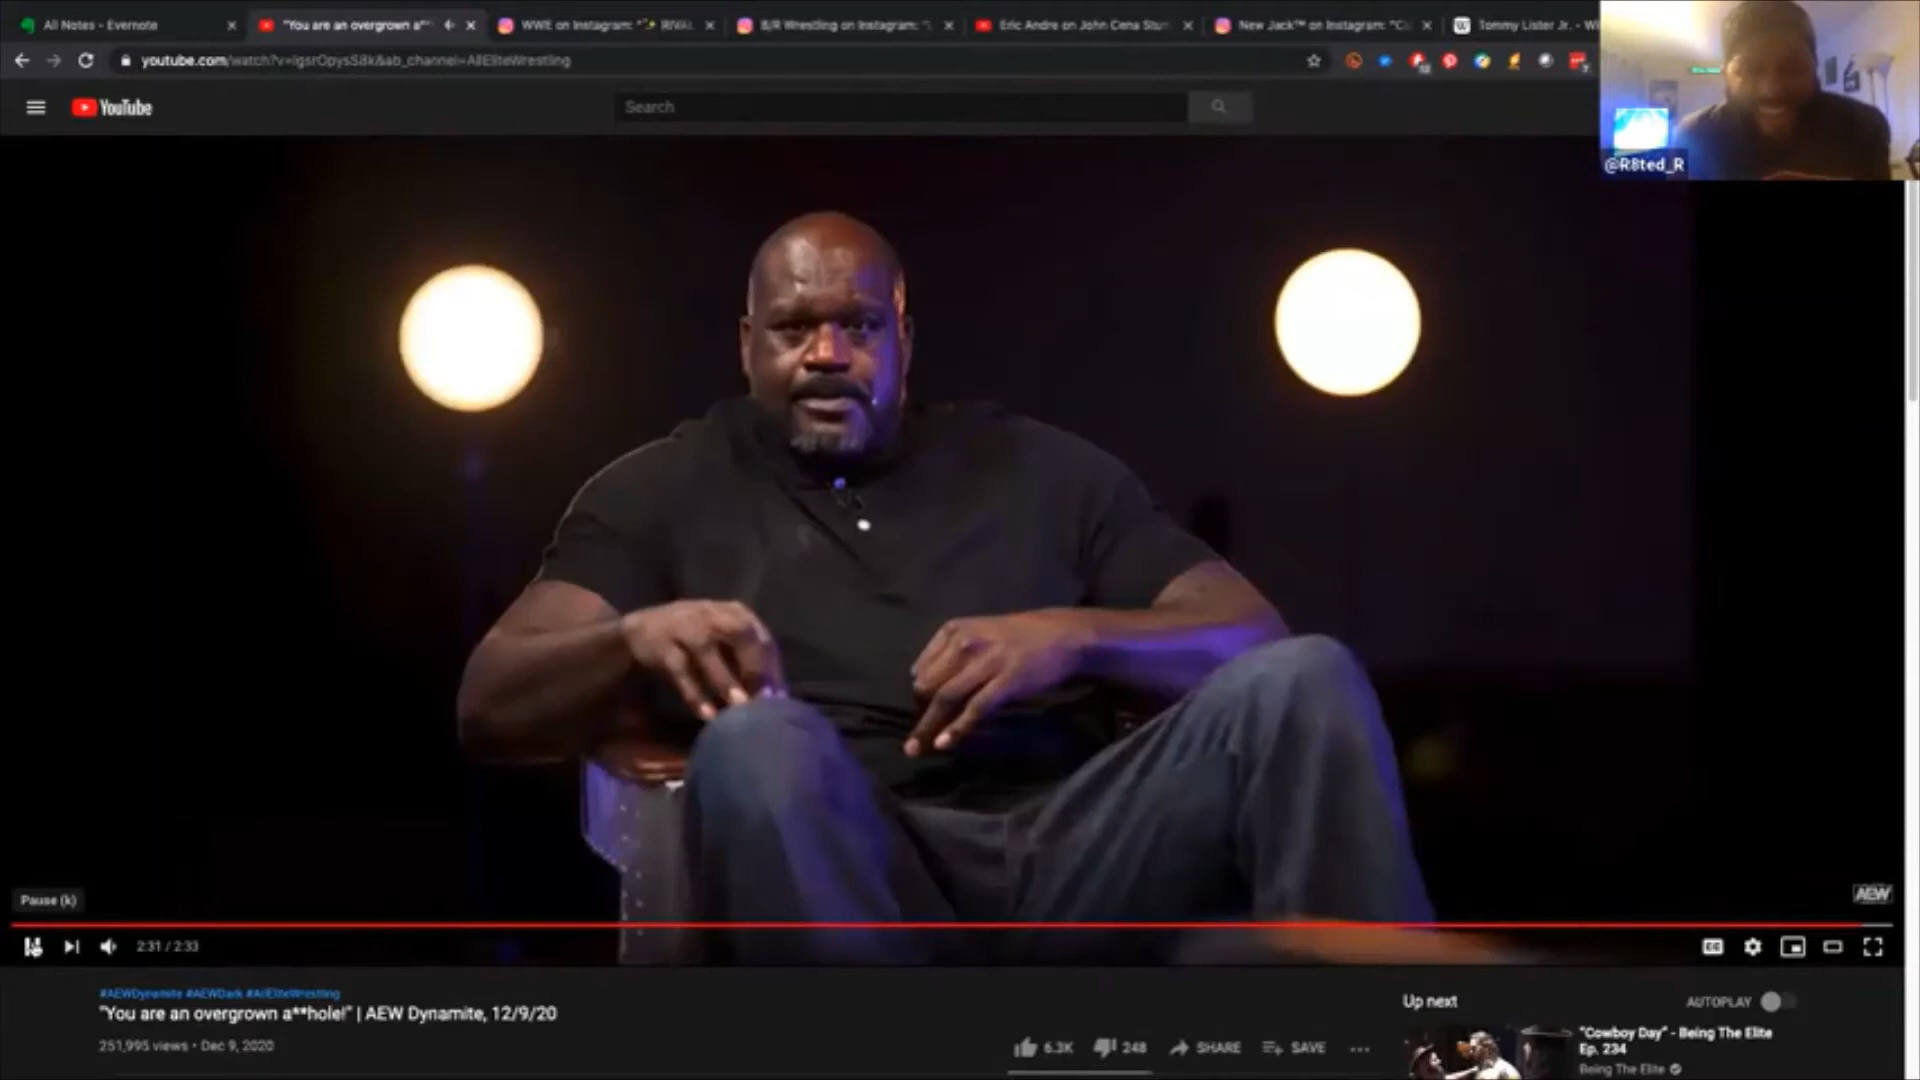 All Notes - Evernote
"You are an overgrown a**
WWE on Instagram: "✨ RIVAL
B/R Wrestling on Instagram: "
Eric Andre on John Cena Stun
New Jack™ on Instagram: "C
Tommy Lister Jr. - Wi
youtube.com/watch?v=IgsrOpysS8k&ab_channel=AllEliteWrestling
YouTube
Search
@R8ted_R
Pause (k)
AEW
2:31 / 2:33
#AEWDynamite #AEWDark #AllEliteWrestling
"You are an overgrown a**hole!" | AEW Dynamite, 12/9/20
251,995 views • Dec 9, 2020
6.3K
248
SHARE
SAVE
Up next
AUTOPLAY
"Cowboy Day" - Being The Elite
Ep. 234
Being The Elite